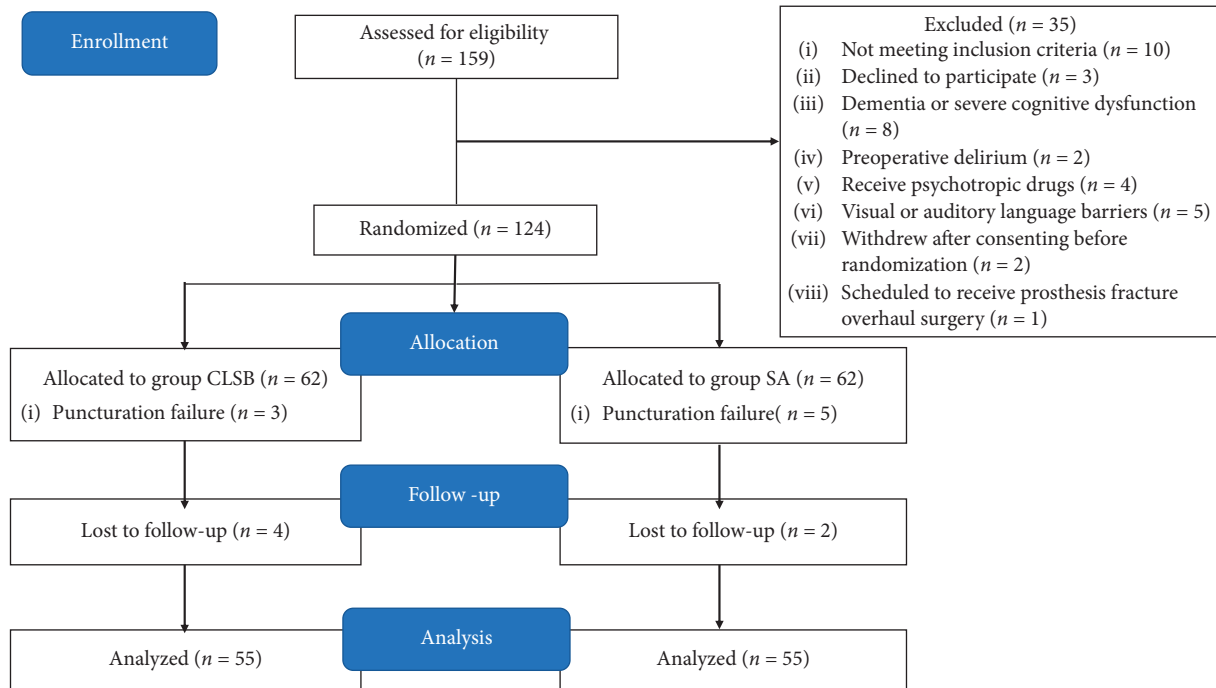 Enrollment
Assessed for eligibility
(n = 159)
Excluded (n = 35)
(i) Not meeting inclusion criteria (n = 10)
(ii) Declined to participate (n = 3)
(iii) Dementia or severe cognitive dysfunction
(n = 8)
(iv) Preoperative delirium (n = 2)
(v) Receive psychotropic drugs (n = 4)
(vi) Visual or auditory language barriers (n = 5)
(vii) Withdrew after consenting before
randomization (n = 2)
(viii) Scheduled to receive prosthesis fracture
overhaul surgery (n = 1)
Randomized (n = 124)
Allocation
Allocated to group CLSB (n = 62)
(i) Puncturation failure (n = 3)
Allocated to group SA (n = 62)
(i) Puncturation failure( n = 5)
Follow -up
Lost to follow-up (n = 4)
Lost to follow-up (n = 2)
Analysis
Analyzed (n = 55)
Analyzed (n = 55)